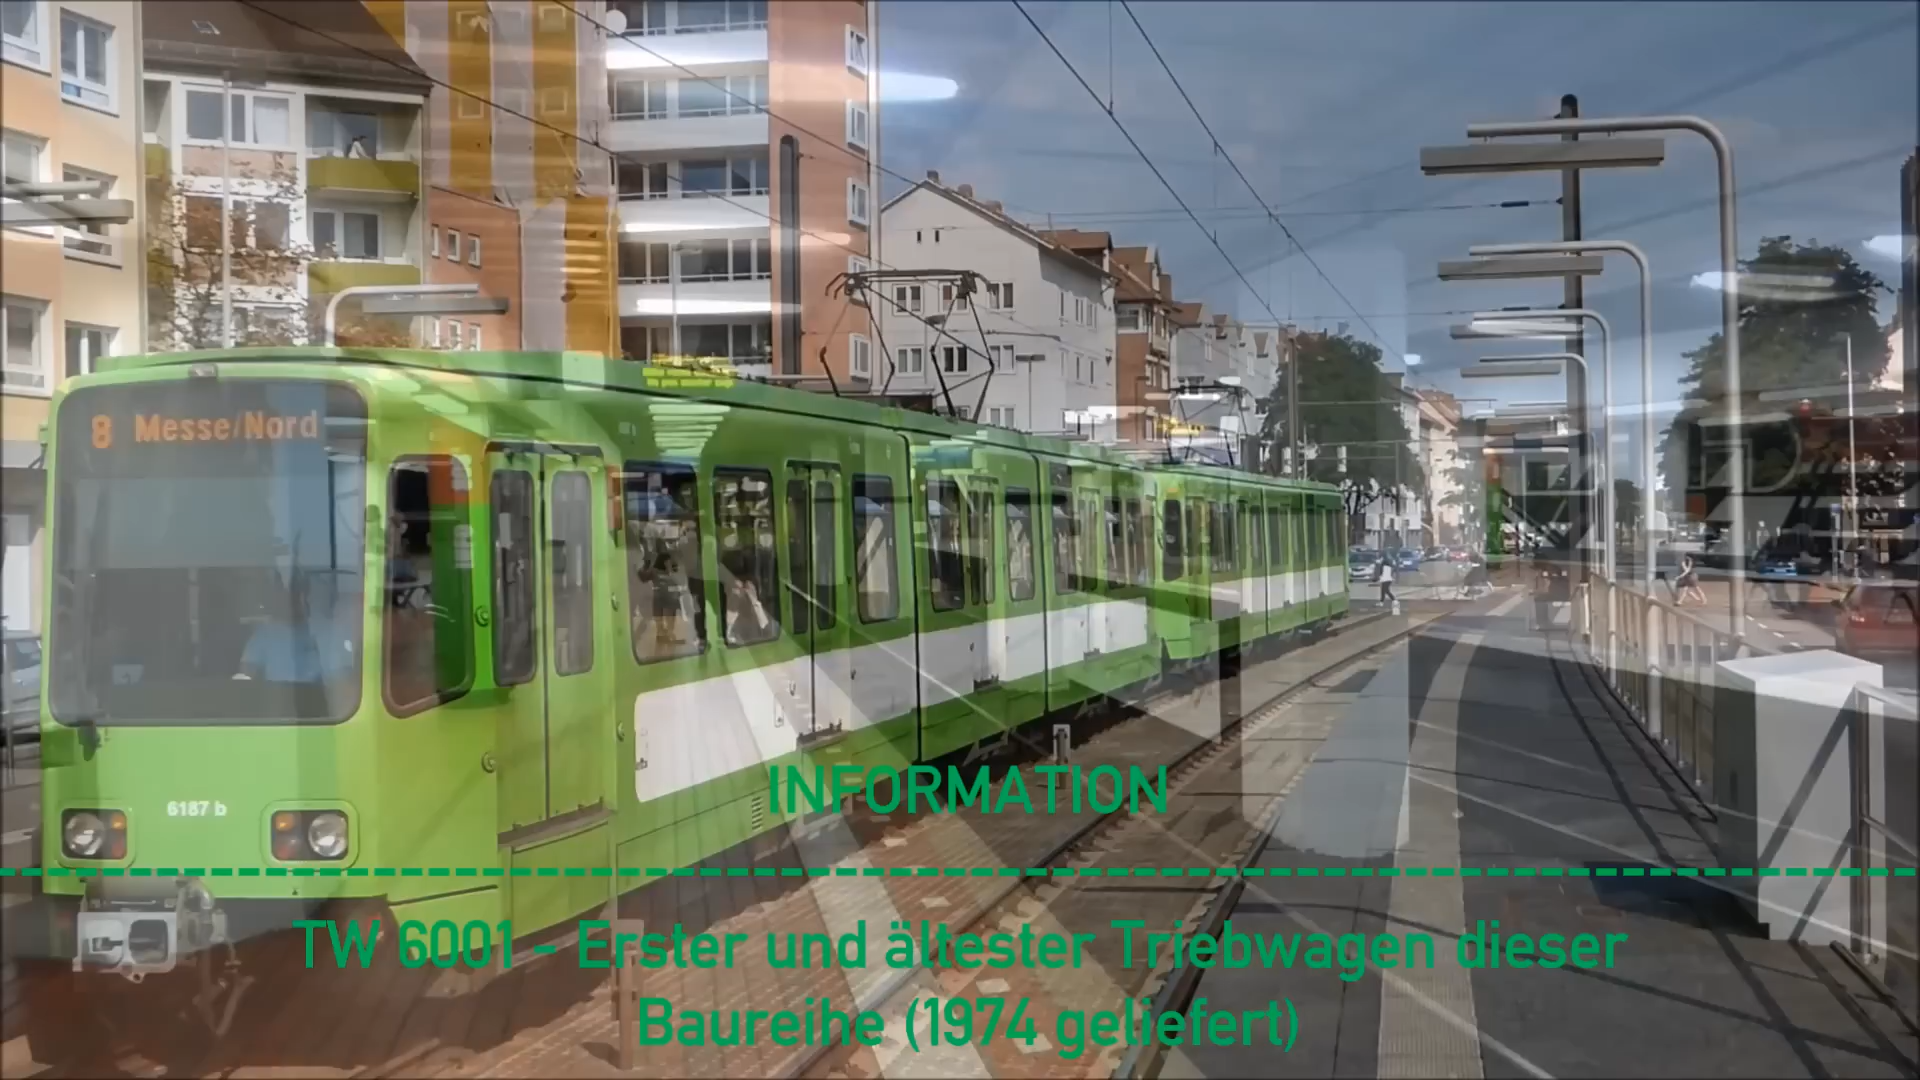 8 Messe/Nord
6187 b
INFORMATION
TW 6001 - Erster und ältester Triebwagen dieser
Baureihe (1974 geliefert)